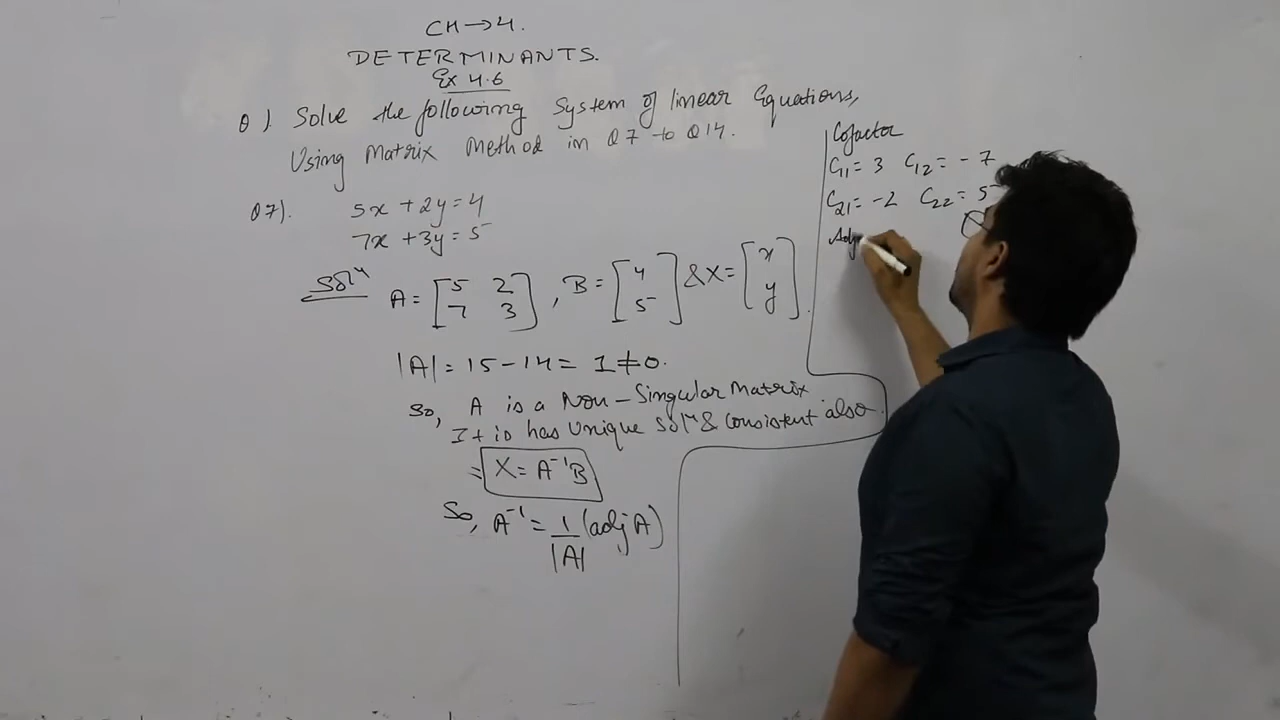 CH→4.
DETERMINANTS.
Ex 4.6
Q). Solve the following System of linear Equations,
Using Matrix Method in Q7 to Q14.
Q7). 5x + 2y = 4
7x + 3y = 5
Solⁿ A = [5 2 7 3], B = [4 5] & X = [x y].
|A| = 15 - 14 = 1 ≠ 0.
So, A is a Non-Singular Matrix
It is has Unique Solⁿ & Consistent also.
= X = A⁻¹B
So, A⁻¹ = 1/|A| (adj A)
Cofactor
C₁₁ = 3 C₁₂ = -7
C₂₁ = -2 C₂₂ = 5
Adj